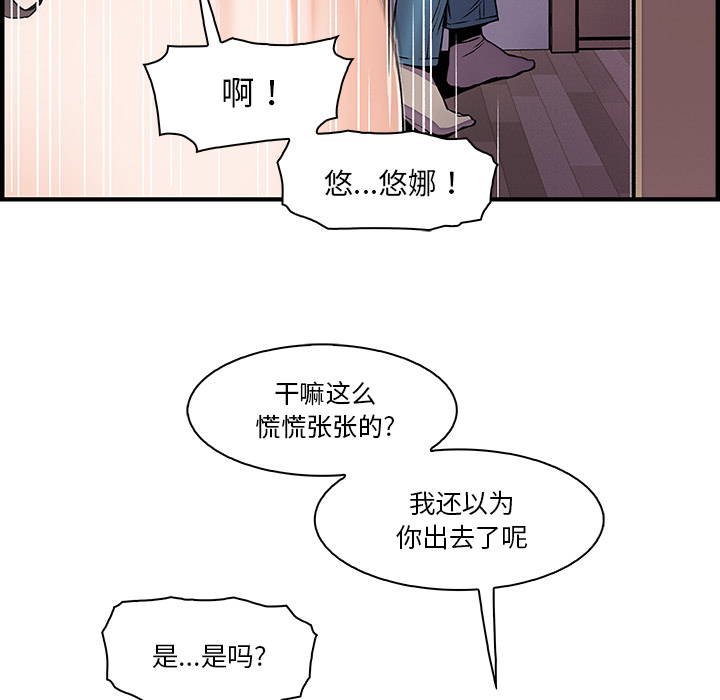 啊！
悠...悠娜！
干嘛这么
慌慌张张的?
我还以为
你出去了呢
是...是吗?